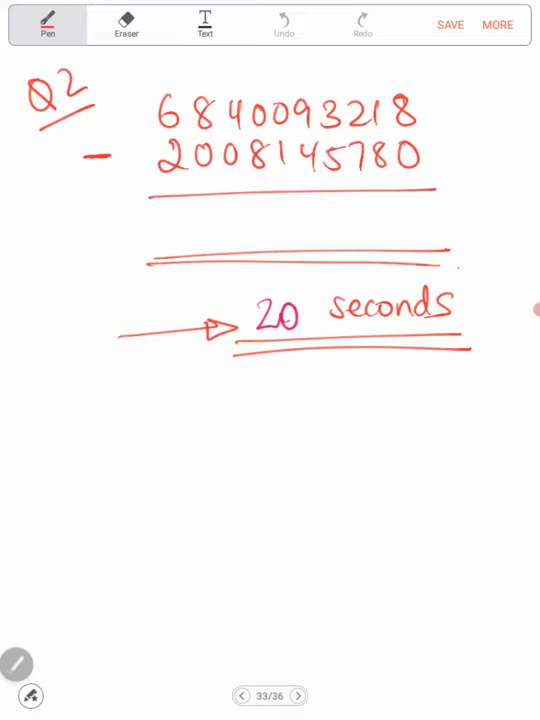 Pen Eraser T Text Undo Redo SAVE MORE
Q2
6840093218
- 2008145780
20 seconds
33/36